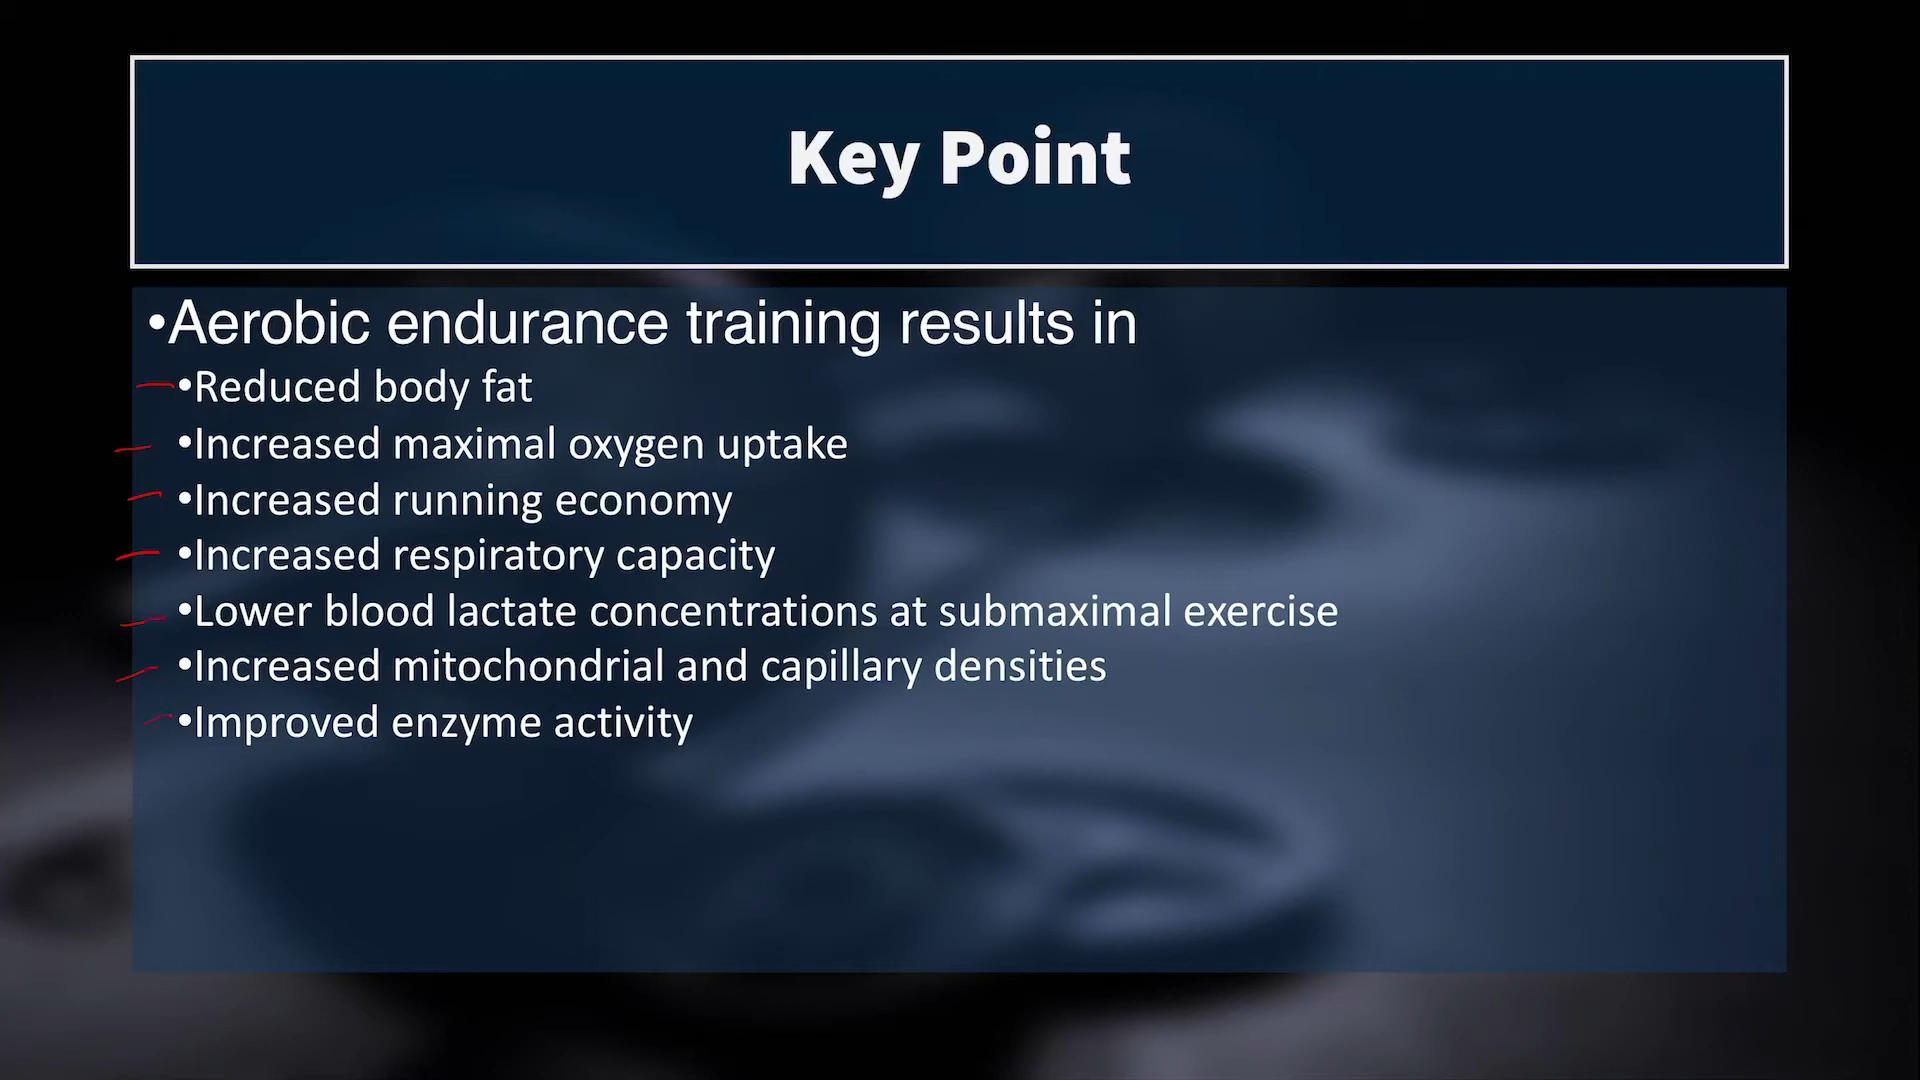 Key Point
•Aerobic endurance training results in
•Reduced body fat
•Increased maximal oxygen uptake
•Increased running economy
•Increased respiratory capacity
•Lower blood lactate concentrations at submaximal exercise
•Increased mitochondrial and capillary densities
•Improved enzyme activity